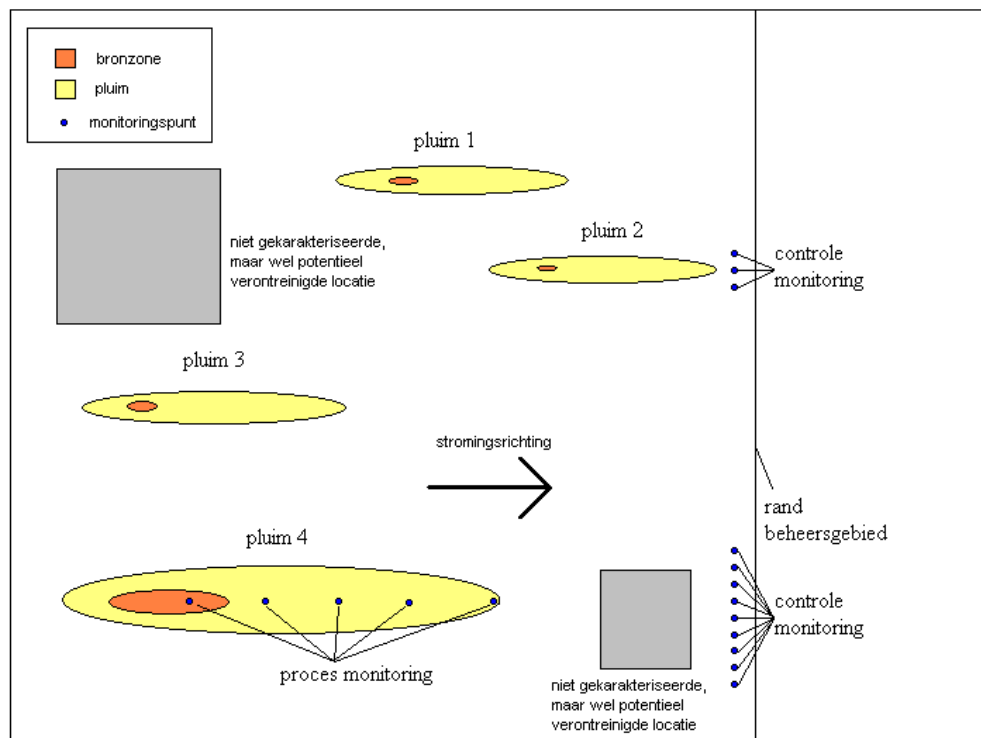 bronzone
pluim
monitoringspunt
pluim 1
niet gekarakteriseerde,
maar wel potentieel
verontreinigde locatie
pluim 2
controle
monitoring
pluim 3
stromingsrichting
rand
beheersgebied
pluim 4
proces monitoring
controle
monitoring
niet gekarakteriseerde,
maar wel potentieel
verontreinigde locatie